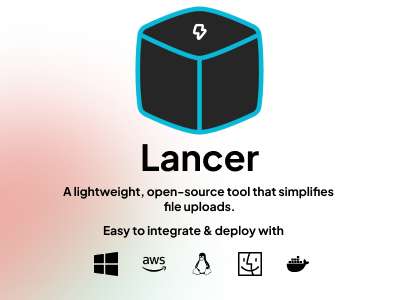 Lancer
A lightweight, open-source tool that simplifies
file uploads.
Easy to integrate & deploy with
aws